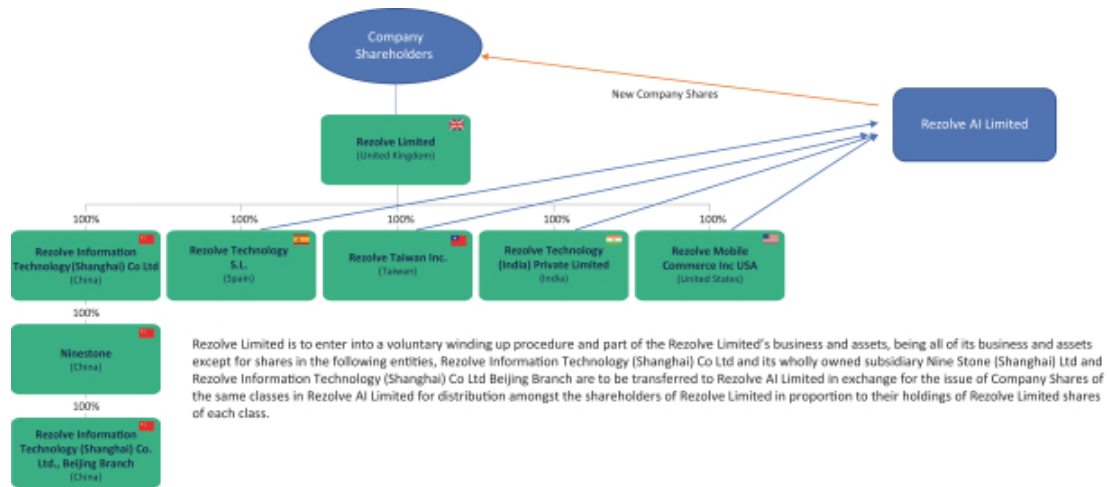 Company
Shareholders
New Company Shares
Rezolve AI Limited
Rezolve Limited
(United Kingdom)
100%
100%
100%
100%
100%
Rezolve Information
Technology (Shanghai) Co Ltd
(China)
Rezolve Technology
S.L.
(Spain)
Rezolve Taiwan Inc.
(Taiwan)
Rezolve Technology
(India) Private Limited
(India)
Rezolve Mobile
Commerce Inc USA
(United States)
100%
Ninestone
(China)
100%
Rezolve Information
Technology (Shanghai) Co.
Ltd., Beijing Branch
(China)
Rezolve Limited is to enter into a voluntary winding up procedure and part of the Rezolve Limited's business and assets, being all of its business and assets
except for shares in the following entities, Rezolve Information Technology (Shanghai) Co Ltd and its wholly owned subsidiary Nine Stone (Shanghai) Ltd and
Rezolve Information Technology (Shanghai) Co Ltd Beijing Branch are to be transferred to Rezolve AI Limited in exchange for the issue of Company Shares of
the same classes in Rezolve AI Limited for distribution amongst the shareholders of Rezolve Limited in proportion to their holdings of Rezolve Limited shares
of each class.